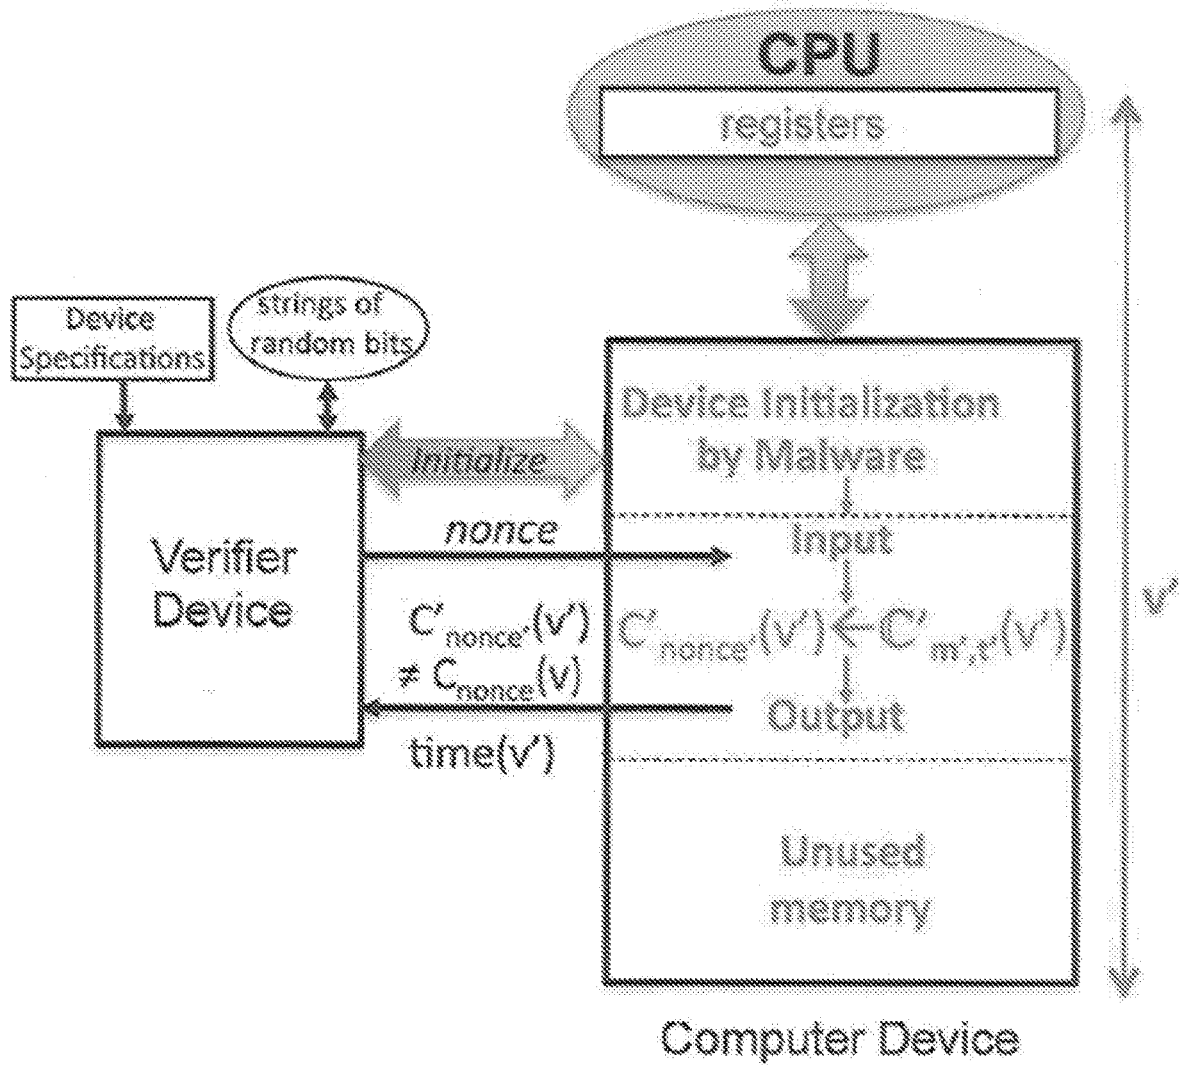 CPU
registers
strings of
random bits
Device
Specifications
Device Initialization
by Malware
Initialize
nonce
Input
Verifier
Device
C'nonce'(v')
≠ Cnonce(v)
C'nonce'(v') ← C'm',t'(v')
Output
time(v')
v'
Unused
memory
Computer Device